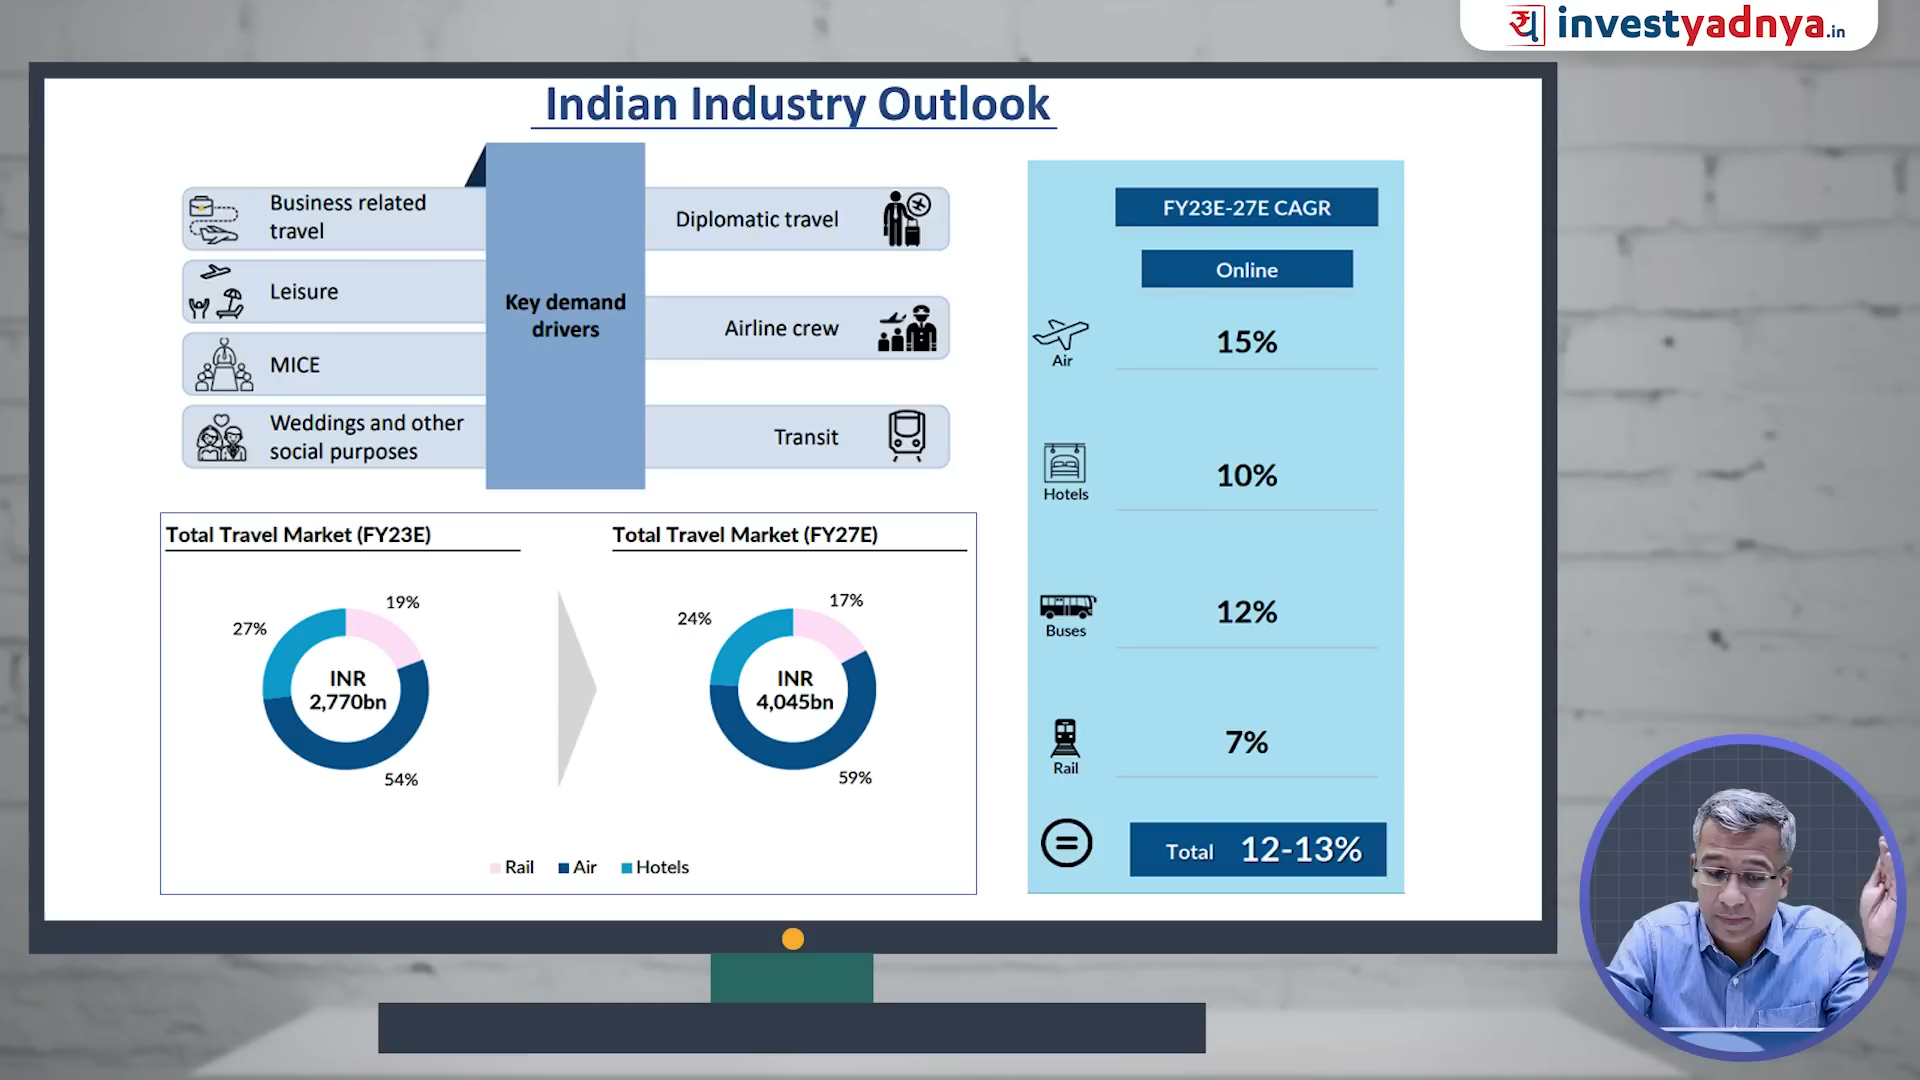 investyadnya.in
Indian Industry Outlook
Business related
travel
Leisure
MICE
Weddings and other
social purposes
Key demand
drivers
Diplomatic travel
Airline crew
Transit
Total Travel Market (FY23E)
19%
27%
INR
2,770bn
54%
Total Travel Market (FY27E)
17%
24%
INR
4,045bn
59%
Rail
Air
Hotels
FY23E-27E CAGR
Online
Air
15%
Hotels
10%
Buses
12%
Rail
7%
Total 12-13%